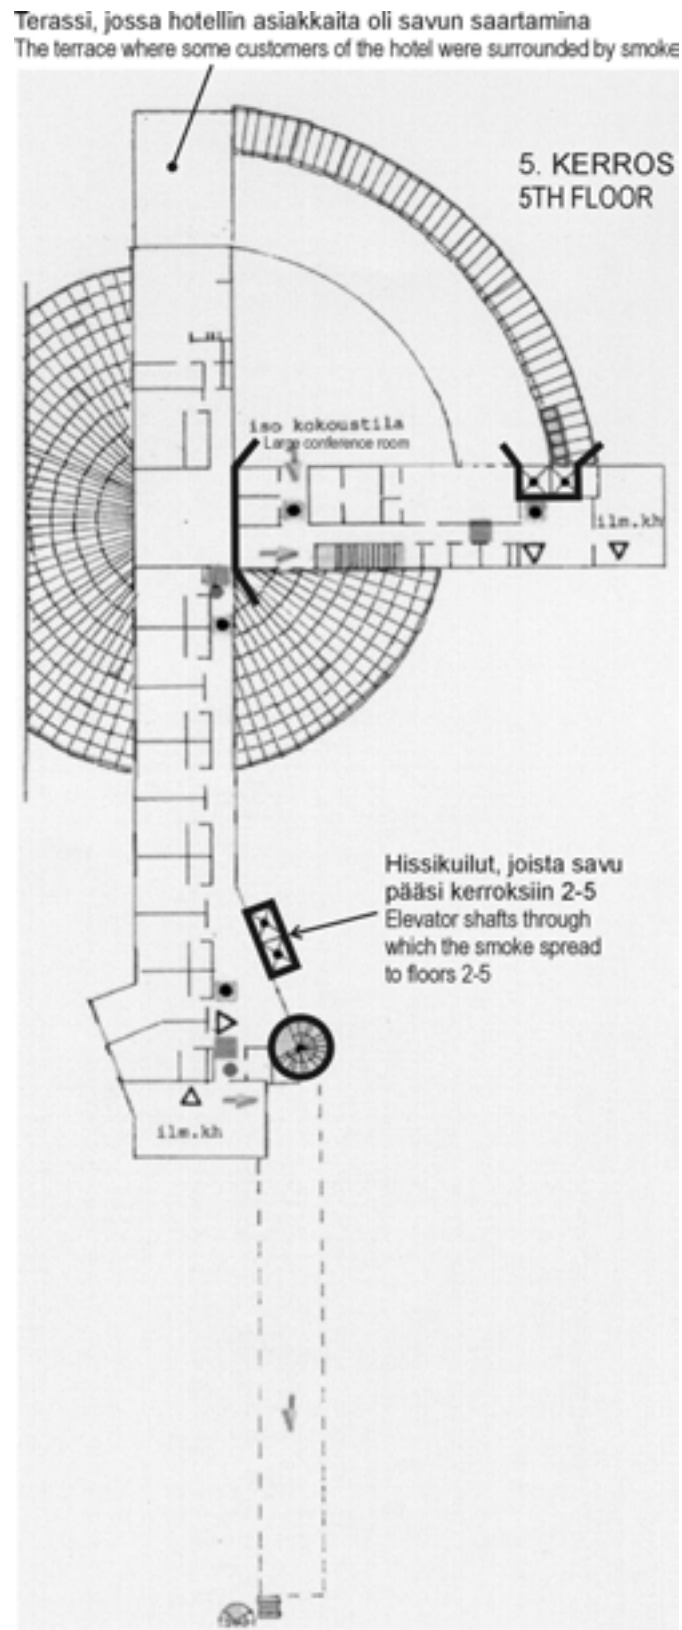 Terassi, jossa hotellin asiakkaita oli savun saartamina
The terrace where some customers of the hotel were surrounded by smoke
5. KERROS
5TH FLOOR
iso kokoustila
Large conference room
ilm.kh
Hissikuilut, joista savu
pääsi kerroksiin 2-5
Elevator shafts through
which the smoke spread
to floors 2-5
ilm.kh